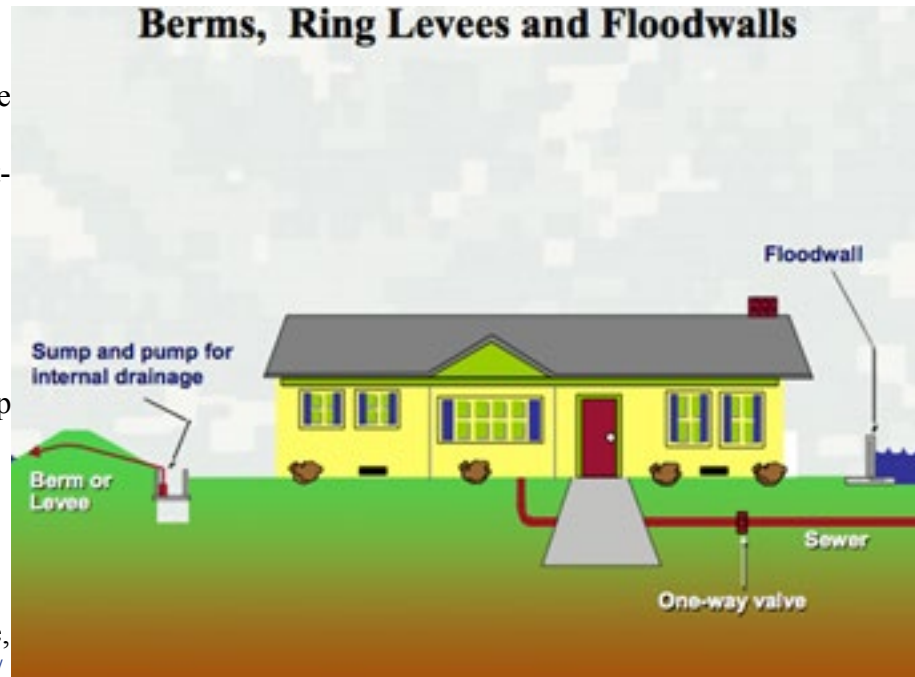 Berms, Ring Levees and Floodwalls
e
-
Floodwall
Sump and pump for
internal drainage
p
Berm or
Levee
Sewer
One-way valve
,
/